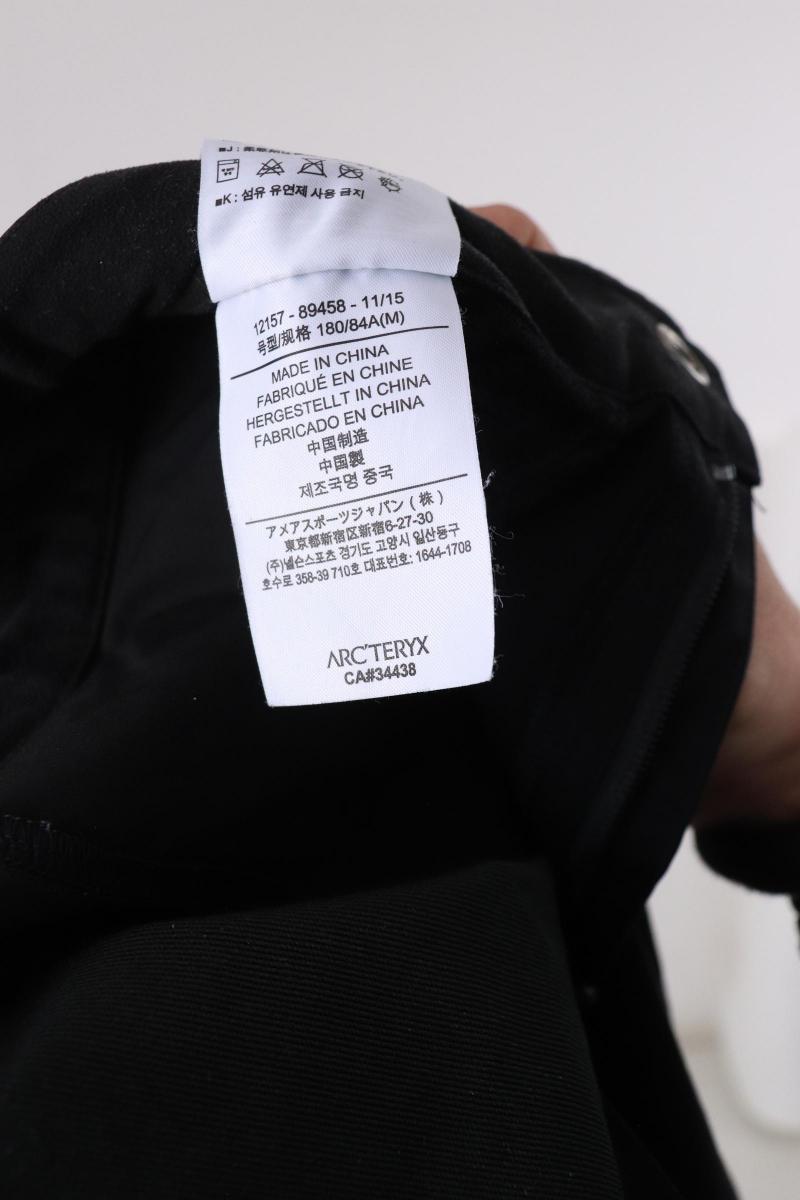 ■K : 섬유 유연제 사용 금지
12157 - 89458 - 11/15
号型/规格 180/84A(M)
MADE IN CHINA
FABRIQUÉ EN CHINE
HERGESTELLT IN CHINA
FABRICADO EN CHINA
中国制造
中国製
제조국명 중국
アメアスポーツジャパン ( 株 )
東京都新宿区新宿6-27-30
(주)넬슨스포츠 경기도 고양시 일산동구
호수로 358-39 710호 대표번호: 1644-1708
ARC'TERYX
CA#34438